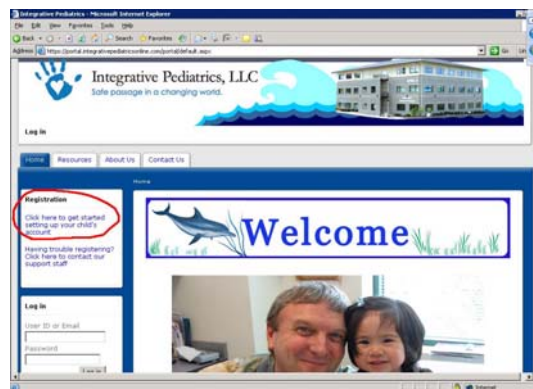 Integrative Pediatrics - Microsoft Internet Explorer
File Edit View Favorites Tools Help
Back Search Favorites
Address https://portal.integrativepediatricsonline.com/portal/default.aspx Go
Integrative Pediatrics, LLC
Safe passage in a changing world.
Log in
Home Resources About Us Contact Us
Home
Registration
Click here to get started
setting up your child's
account
Having trouble registering?
Click here to contact our
support staff
Welcome
Log in
User ID or Email
Password
Log in
Internet